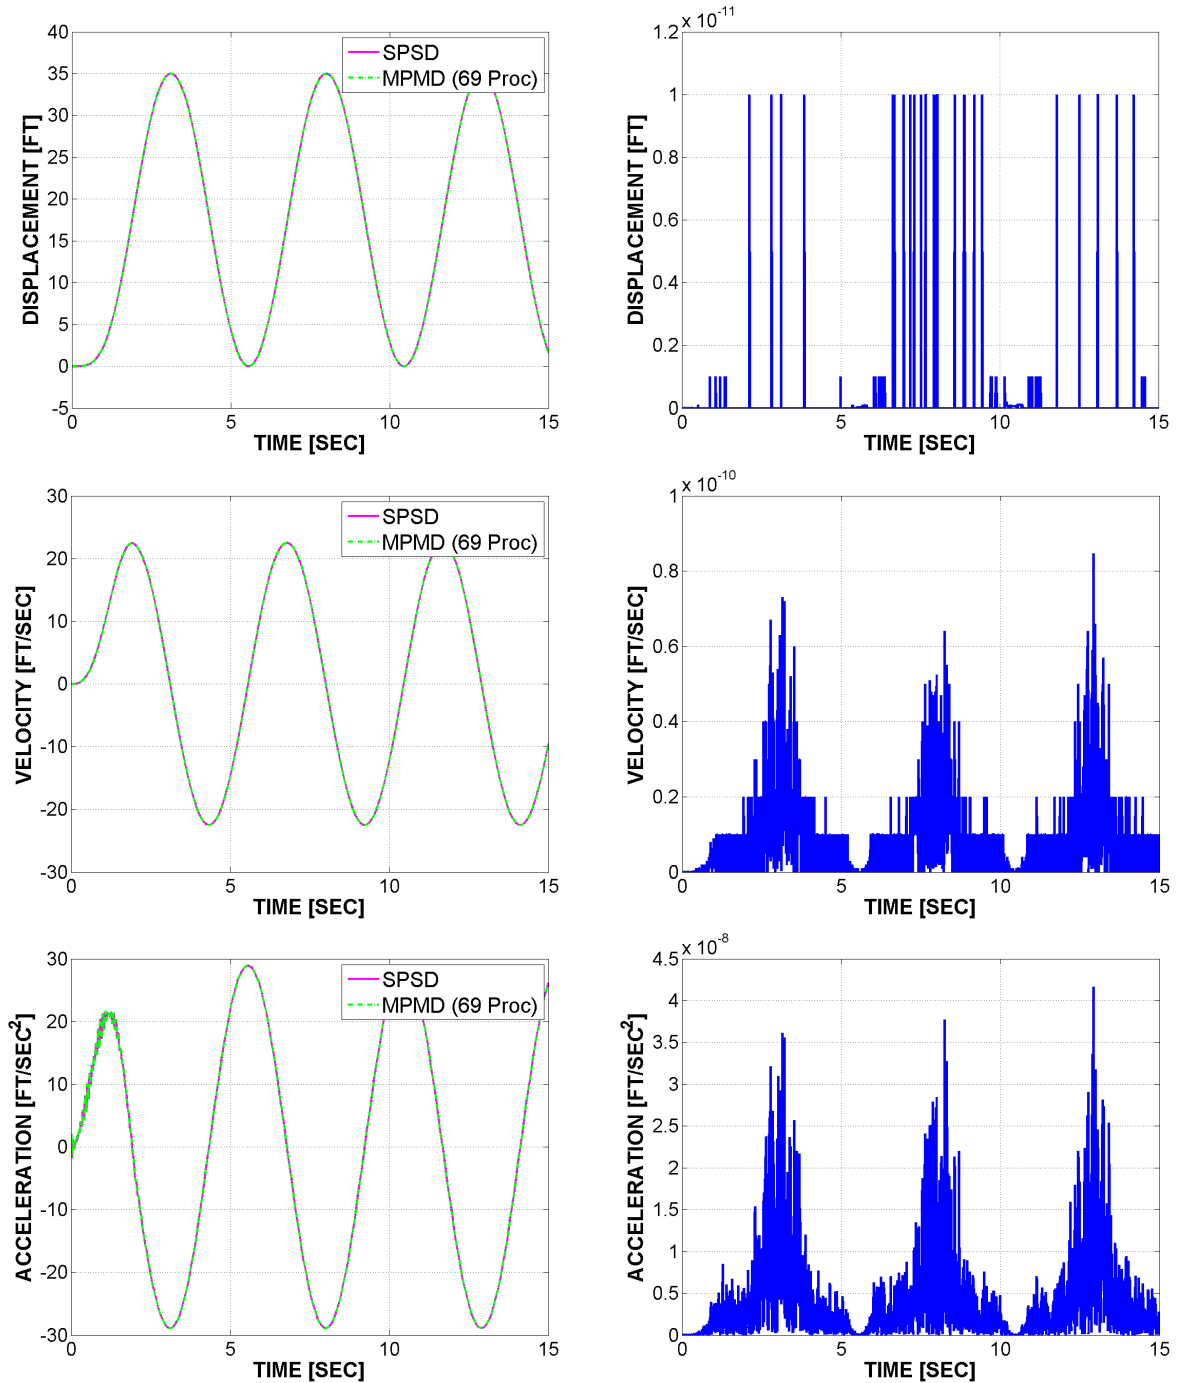 40
35
30
25
20
15
10
5
0
-5
0 5 10 15
DISPLACEMENT [FT]
TIME [SEC]
SPSD
MPMD (69 Proc)
x 10-11
1.2
1
0.8
0.6
0.4
0.2
0
0 5 10 15
DISPLACEMENT [FT]
TIME [SEC]
30
20
10
0
-10
-20
-30
0 5 10 15
VELOCITY [FT/SEC]
TIME [SEC]
SPSD
MPMD (69 Proc)
x 10-10
1
0.8
0.6
0.4
0.2
0
0 5 10 15
VELOCITY [FT/SEC]
TIME [SEC]
30
20
10
0
-10
-20
-30
0 5 10 15
ACCELERATION [FT/SEC2]
TIME [SEC]
SPSD
MPMD (69 Proc)
x 10-8
4.5
4
3.5
3
2.5
2
1.5
1
0.5
0
0 5 10 15
ACCELERATION [FT/SEC2]
TIME [SEC]